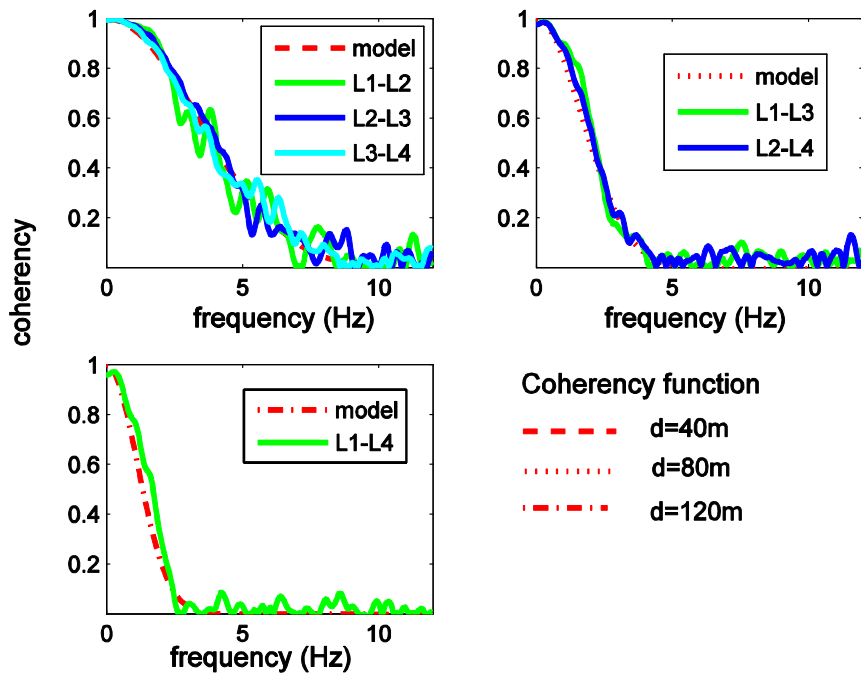 coherency
1
0.8
0.6
0.4
0.2
0 5 10
frequency (Hz)
model
L1-L2
L2-L3
L3-L4
1
0.8
0.6
0.4
0.2
0 5 10
frequency (Hz)
model
L1-L3
L2-L4
1
0.8
0.6
0.4
0.2
0 5 10
frequency (Hz)
model
L1-L4
Coherency function
d=40m
d=80m
d=120m